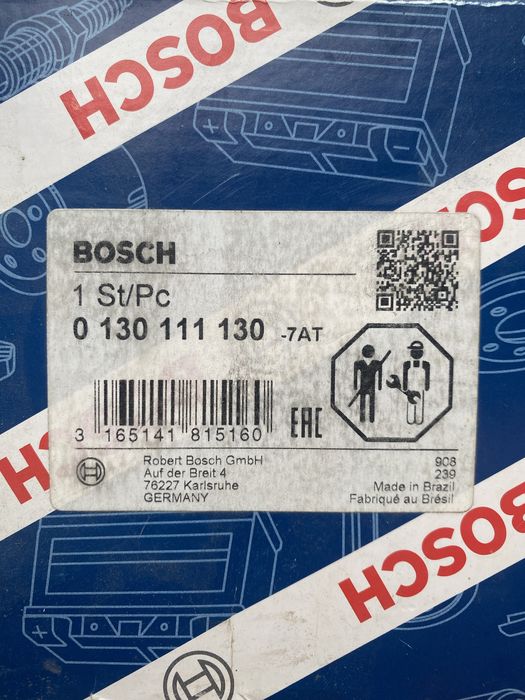 BOSCH
BOSCH
BOSCH
1 St/Pc
0 130 111 130 -7AT
3 165141 815160
EAC
Robert Bosch GmbH
Auf der Breit 4
76227 Karlsruhe
GERMANY
908
239
Made in Brazil
Fabriqué au Brésil
BOSCH
BOSCH